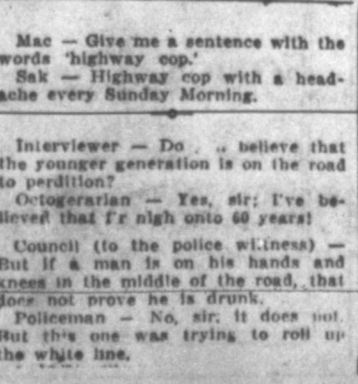 Mac — Give me a sentence with the
words 'highway cop.'
Sak — Highway cop with a head-
ache every Sunday Morning.
Interviewer — Do believe that
the younger generation is on the road
to perdition?
Octogerarian — Yes, sir; I've be-
lieved that f'r nigh onto 60 years!
Council (to the police witness) —
But if a man is on his hands and
knees in the middle of the road, that
does not prove he is drunk.
Policeman — No, sir, it does not.
But this one was trying to roll up
the white line.